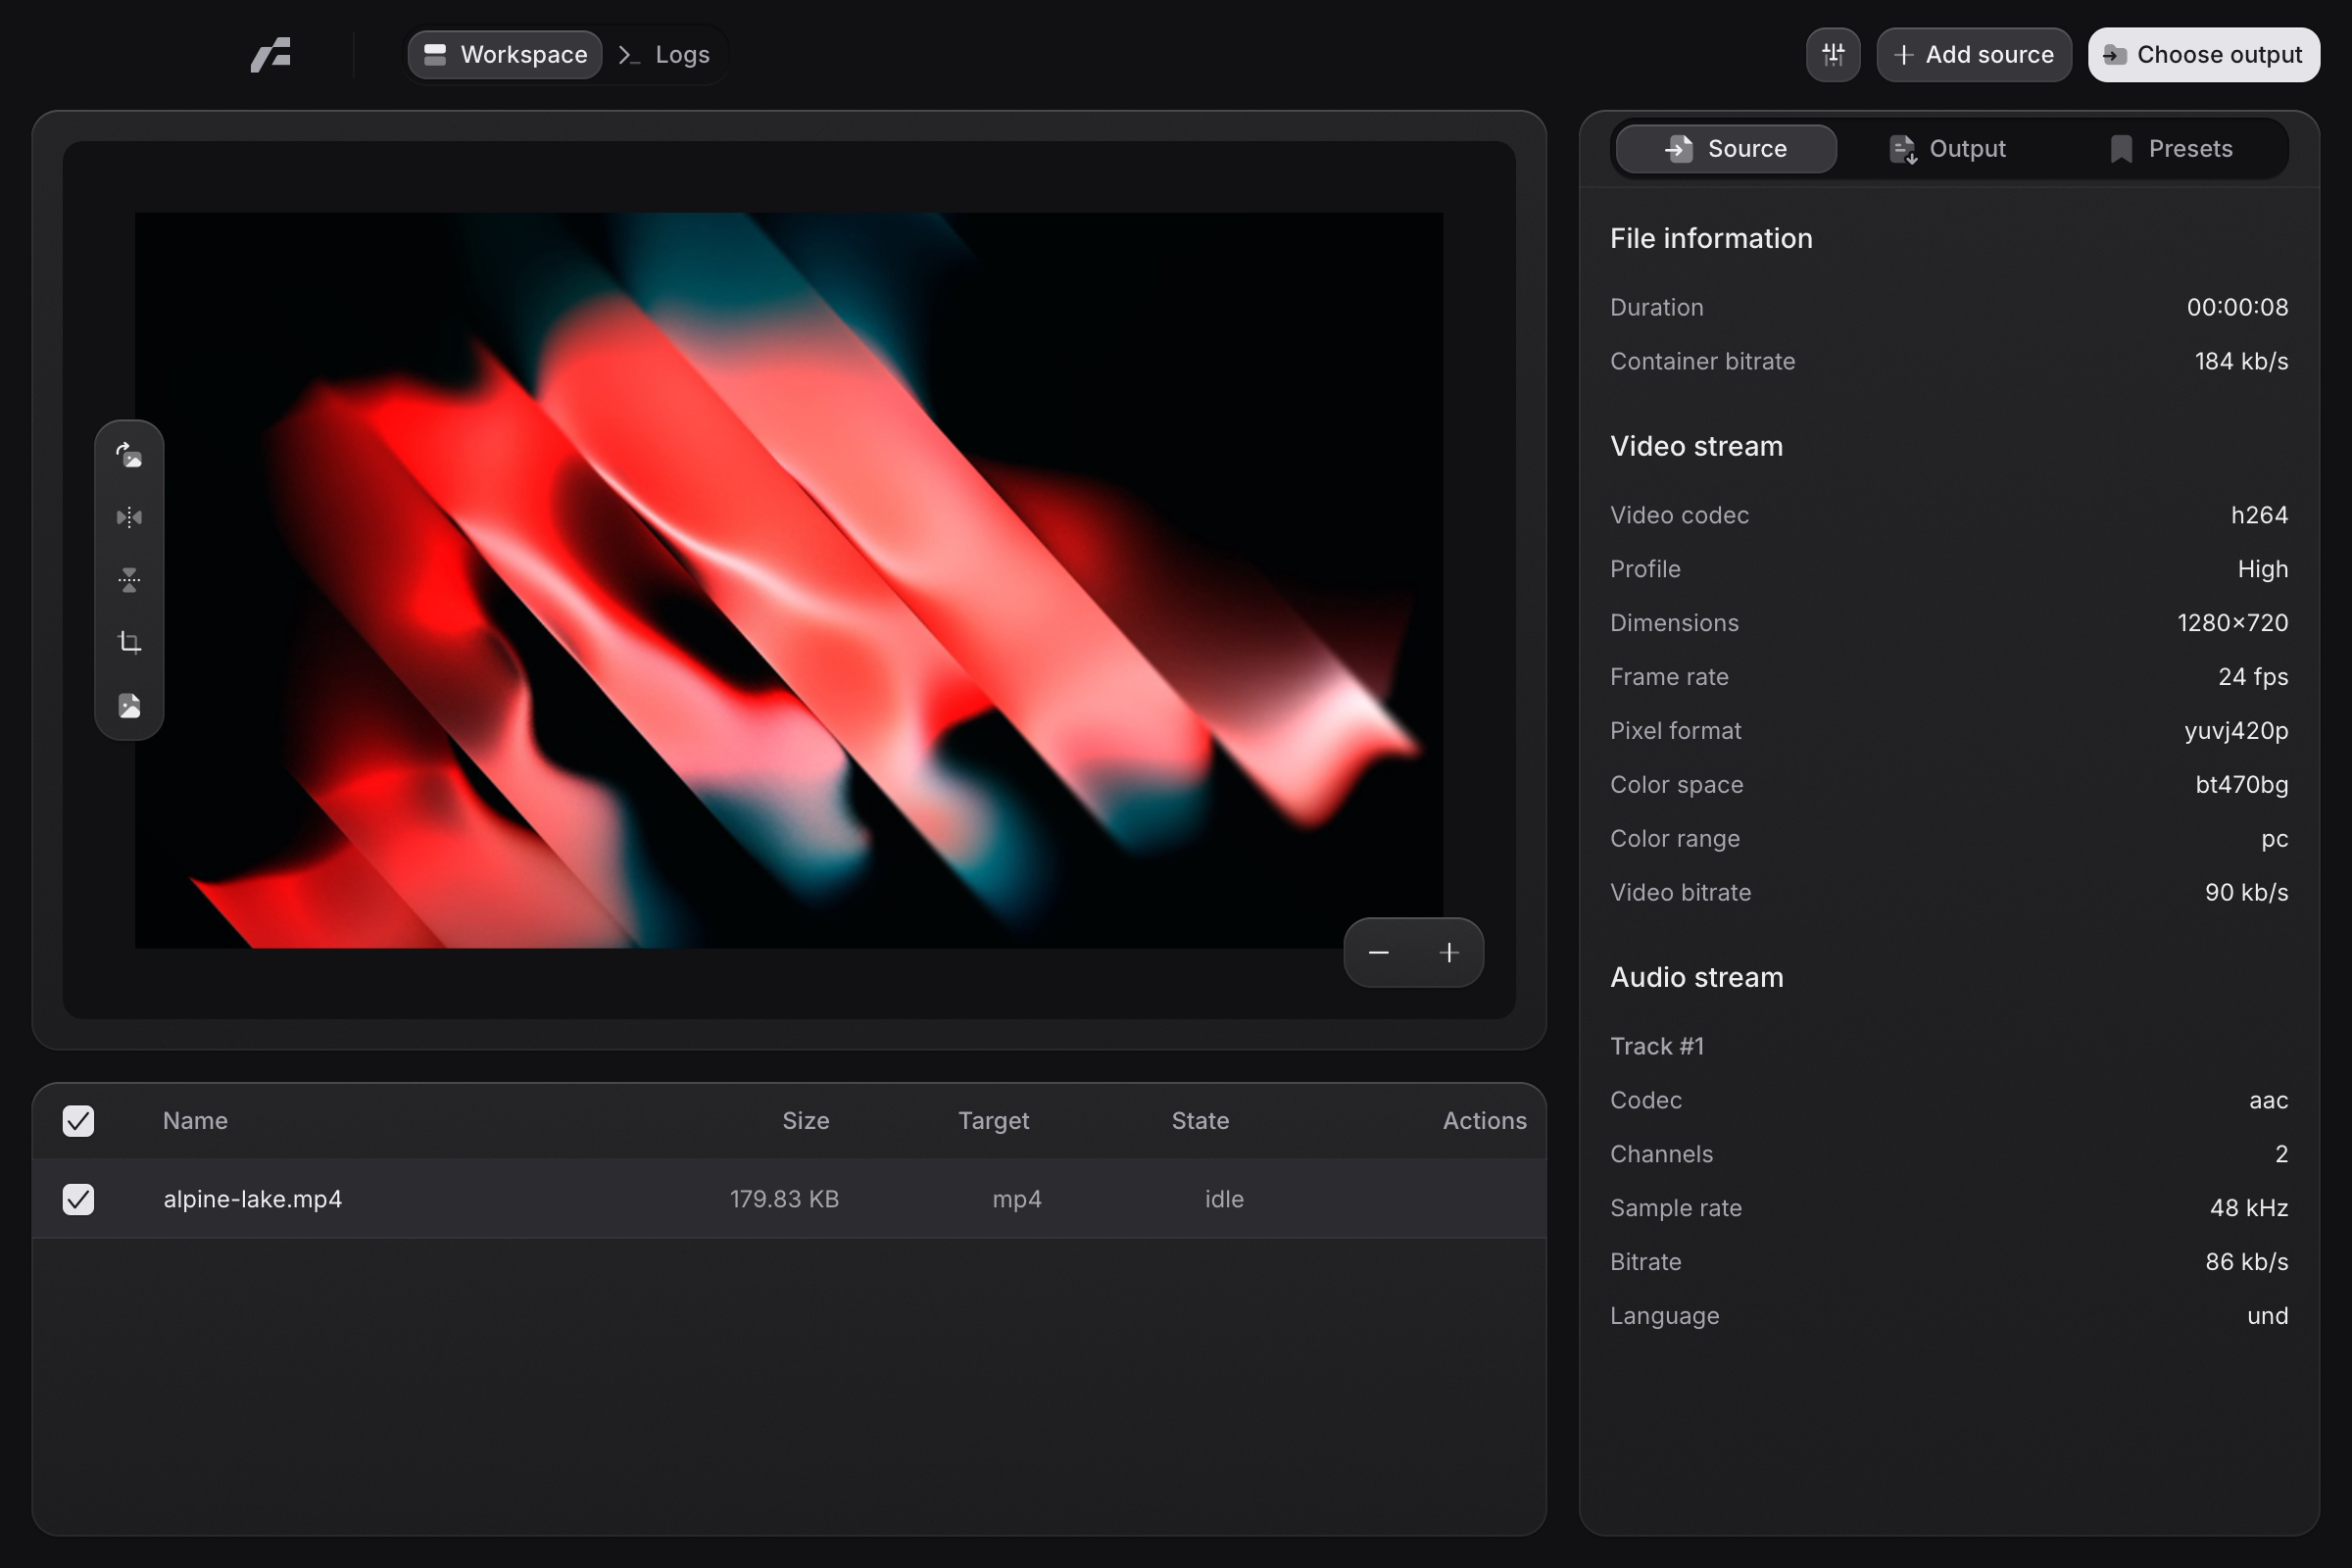 Workspace
Logs
Add source
Choose output
Source
Output
Presets
File information
Duration 00:00:08
Container bitrate 184 kb/s
Video stream
Video codec h264
Profile High
Dimensions 1280×720
Frame rate 24 fps
Pixel format yuvj420p
Color space bt470bg
Color range pc
Video bitrate 90 kb/s
Audio stream
Track #1
Codec aac
Channels 2
Sample rate 48 kHz
Bitrate 86 kb/s
Language und
Name Size Target State Actions
alpine-lake.mp4 179.83 KB mp4 idle